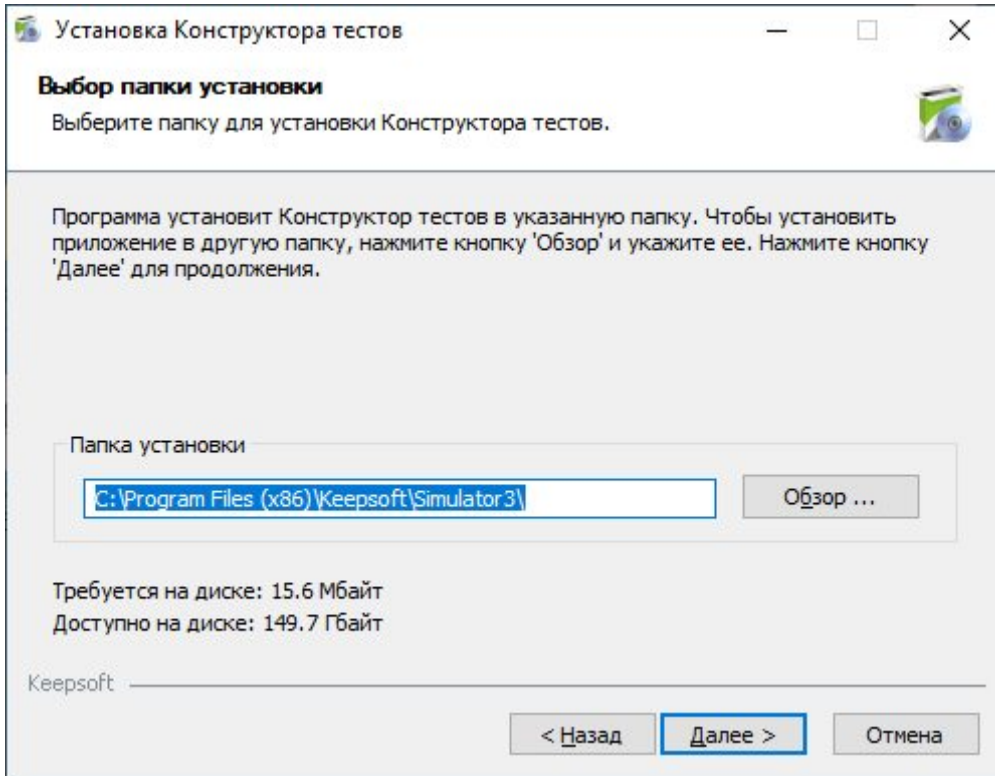 Установка Конструктора тестов
Выбор папки установки
Выберите папку для установки Конструктора тестов.
Программа установит Конструктор тестов в указанную папку. Чтобы установить
приложение в другую папку, нажмите кнопку 'Обзор' и укажите ее. Нажмите кнопку
'Далее' для продолжения.
Папка установки
C:\Program Files (x86)\Keepsoft\Simulator3\
Обзор ...
Требуется на диске: 15.6 Мбайт
Доступно на диске: 149.7 Гбайт
Keepsoft
< Назад
Далее >
Отмена